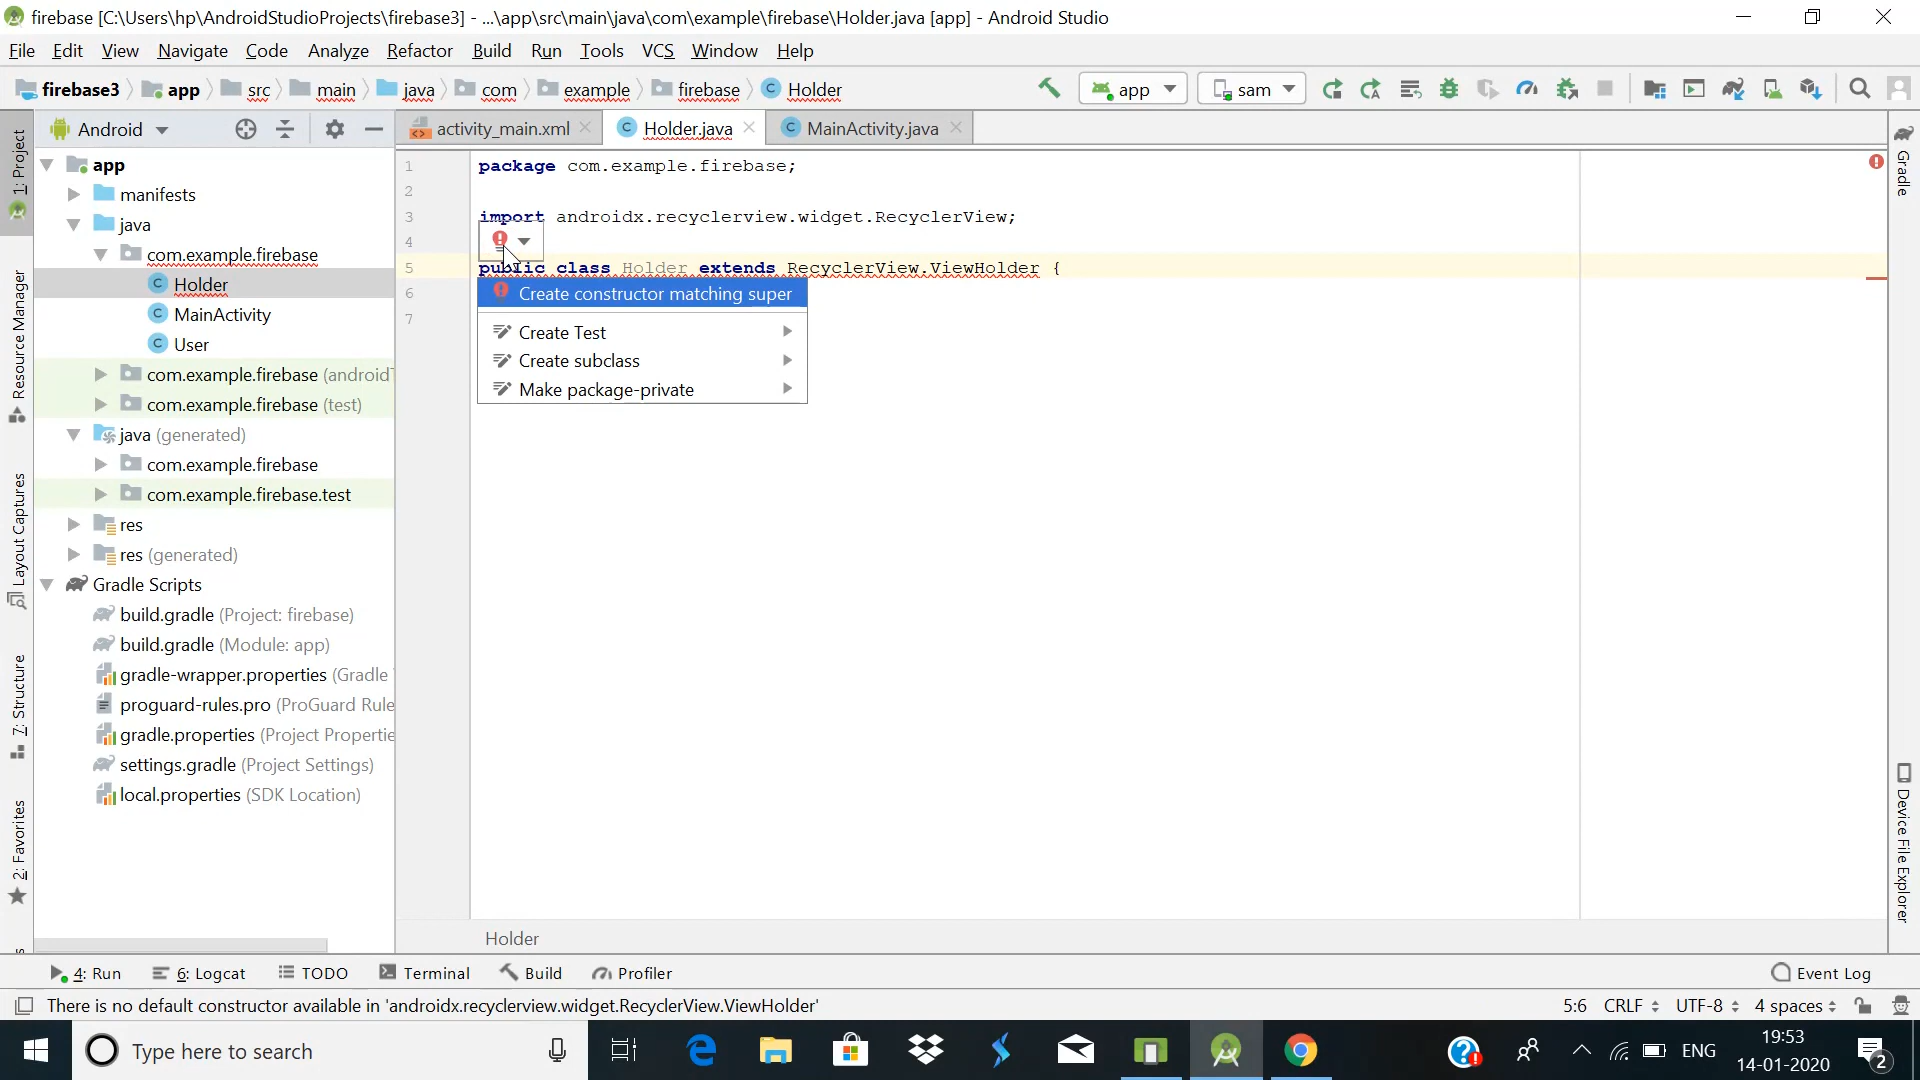 firebase [C:\Users\hp\AndroidStudioProjects\firebase3] - ...\app\src\main\java\com\example\firebase\Holder.java [app] - Android Studio
File Edit View Navigate Code Analyze Refactor Build Run Tools VCS Window Help
firebase3 app src main java com example firebase Holder app sam
1: Project
Resource Manager
Layout Captures
7: Structure
2: Favorites
Android
app
manifests
java
com.example.firebase
Holder
MainActivity
User
com.example.firebase (android
com.example.firebase (test)
java (generated)
com.example.firebase
com.example.firebase.test
res
res (generated)
Gradle Scripts
build.gradle (Project: firebase)
build.gradle (Module: app)
gradle-wrapper.properties (Gradle
proguard-rules.pro (ProGuard Rule
gradle.properties (Project Propertie
settings.gradle (Project Settings)
local.properties (SDK Location)
activity_main.xml Holder.java MainActivity.java
1 package com.example.firebase;
2
3 import androidx.recyclerview.widget.RecyclerView;
4
5 public class Holder extends RecyclerView.ViewHolder {
6
7
Create constructor matching super
Create Test
Create subclass
Make package-private
Holder
Gradle
Device File Explorer
4: Run 6: Logcat TODO Terminal Build Profiler Event Log
There is no default constructor available in 'androidx.recyclerview.widget.RecyclerView.ViewHolder' 5:6 CRLF UTF-8 4 spaces
Type here to search ENG 19:53
14-01-2020 2